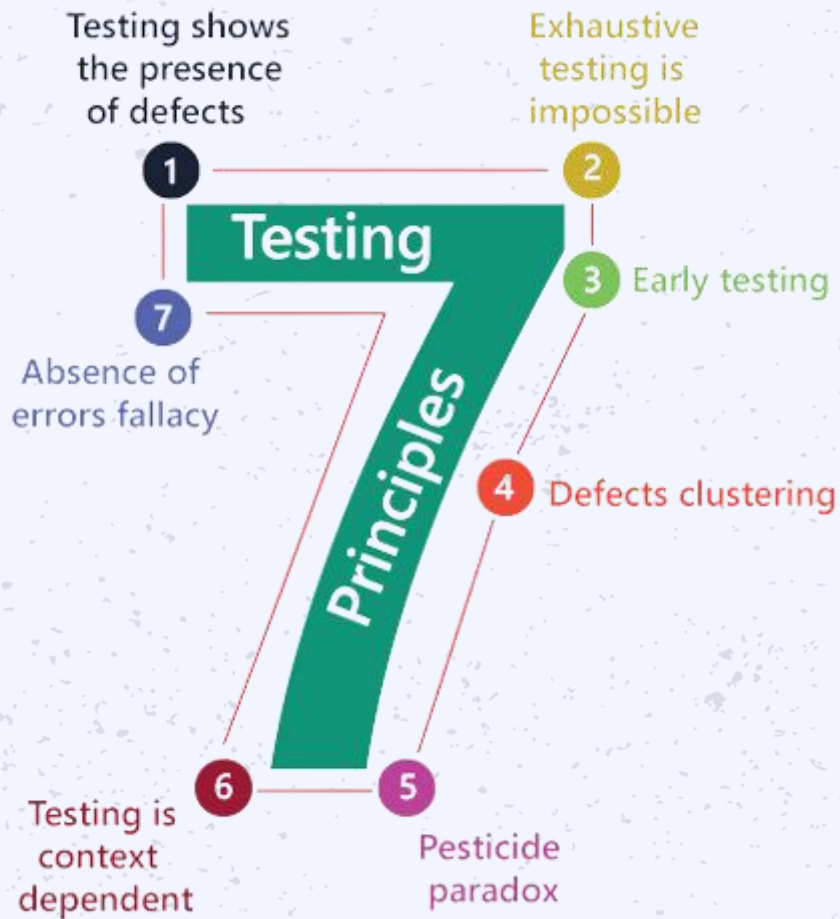 Testing shows
the presence
of defects
1
Exhaustive
testing is
impossible
2
Testing
Principles
3
Early testing
4
Defects clustering
5
Pesticide
paradox
6
Testing is
context
dependent
7
Absence of
errors fallacy